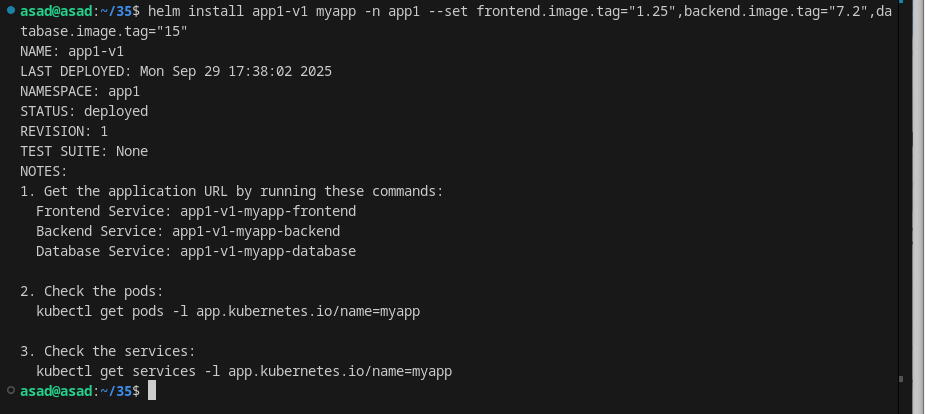 asad@asad:~/35$ helm install app1-v1 myapp -n app1 --set frontend.image.tag="1.25",backend.image.tag="7.2",da
tabase.image.tag="15"
NAME: app1-v1
LAST DEPLOYED: Mon Sep 29 17:38:02 2025
NAMESPACE: app1
STATUS: deployed
REVISION: 1
TEST SUITE: None
NOTES:
1. Get the application URL by running these commands:
  Frontend Service: app1-v1-myapp-frontend
  Backend Service: app1-v1-myapp-backend
  Database Service: app1-v1-myapp-database

2. Check the pods:
  kubectl get pods -l app.kubernetes.io/name=myapp

3. Check the services:
  kubectl get services -l app.kubernetes.io/name=myapp
asad@asad:~/35$